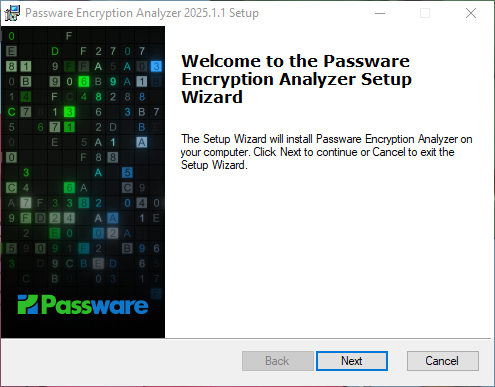 Passware Encryption Analyzer 2025.1.1 Setup
Welcome to the Passware
Encryption Analyzer Setup
Wizard
The Setup Wizard will install Passware Encryption Analyzer on
your computer. Click Next to continue or Cancel to exit the
Setup Wizard.
Passware
Back
Next
Cancel